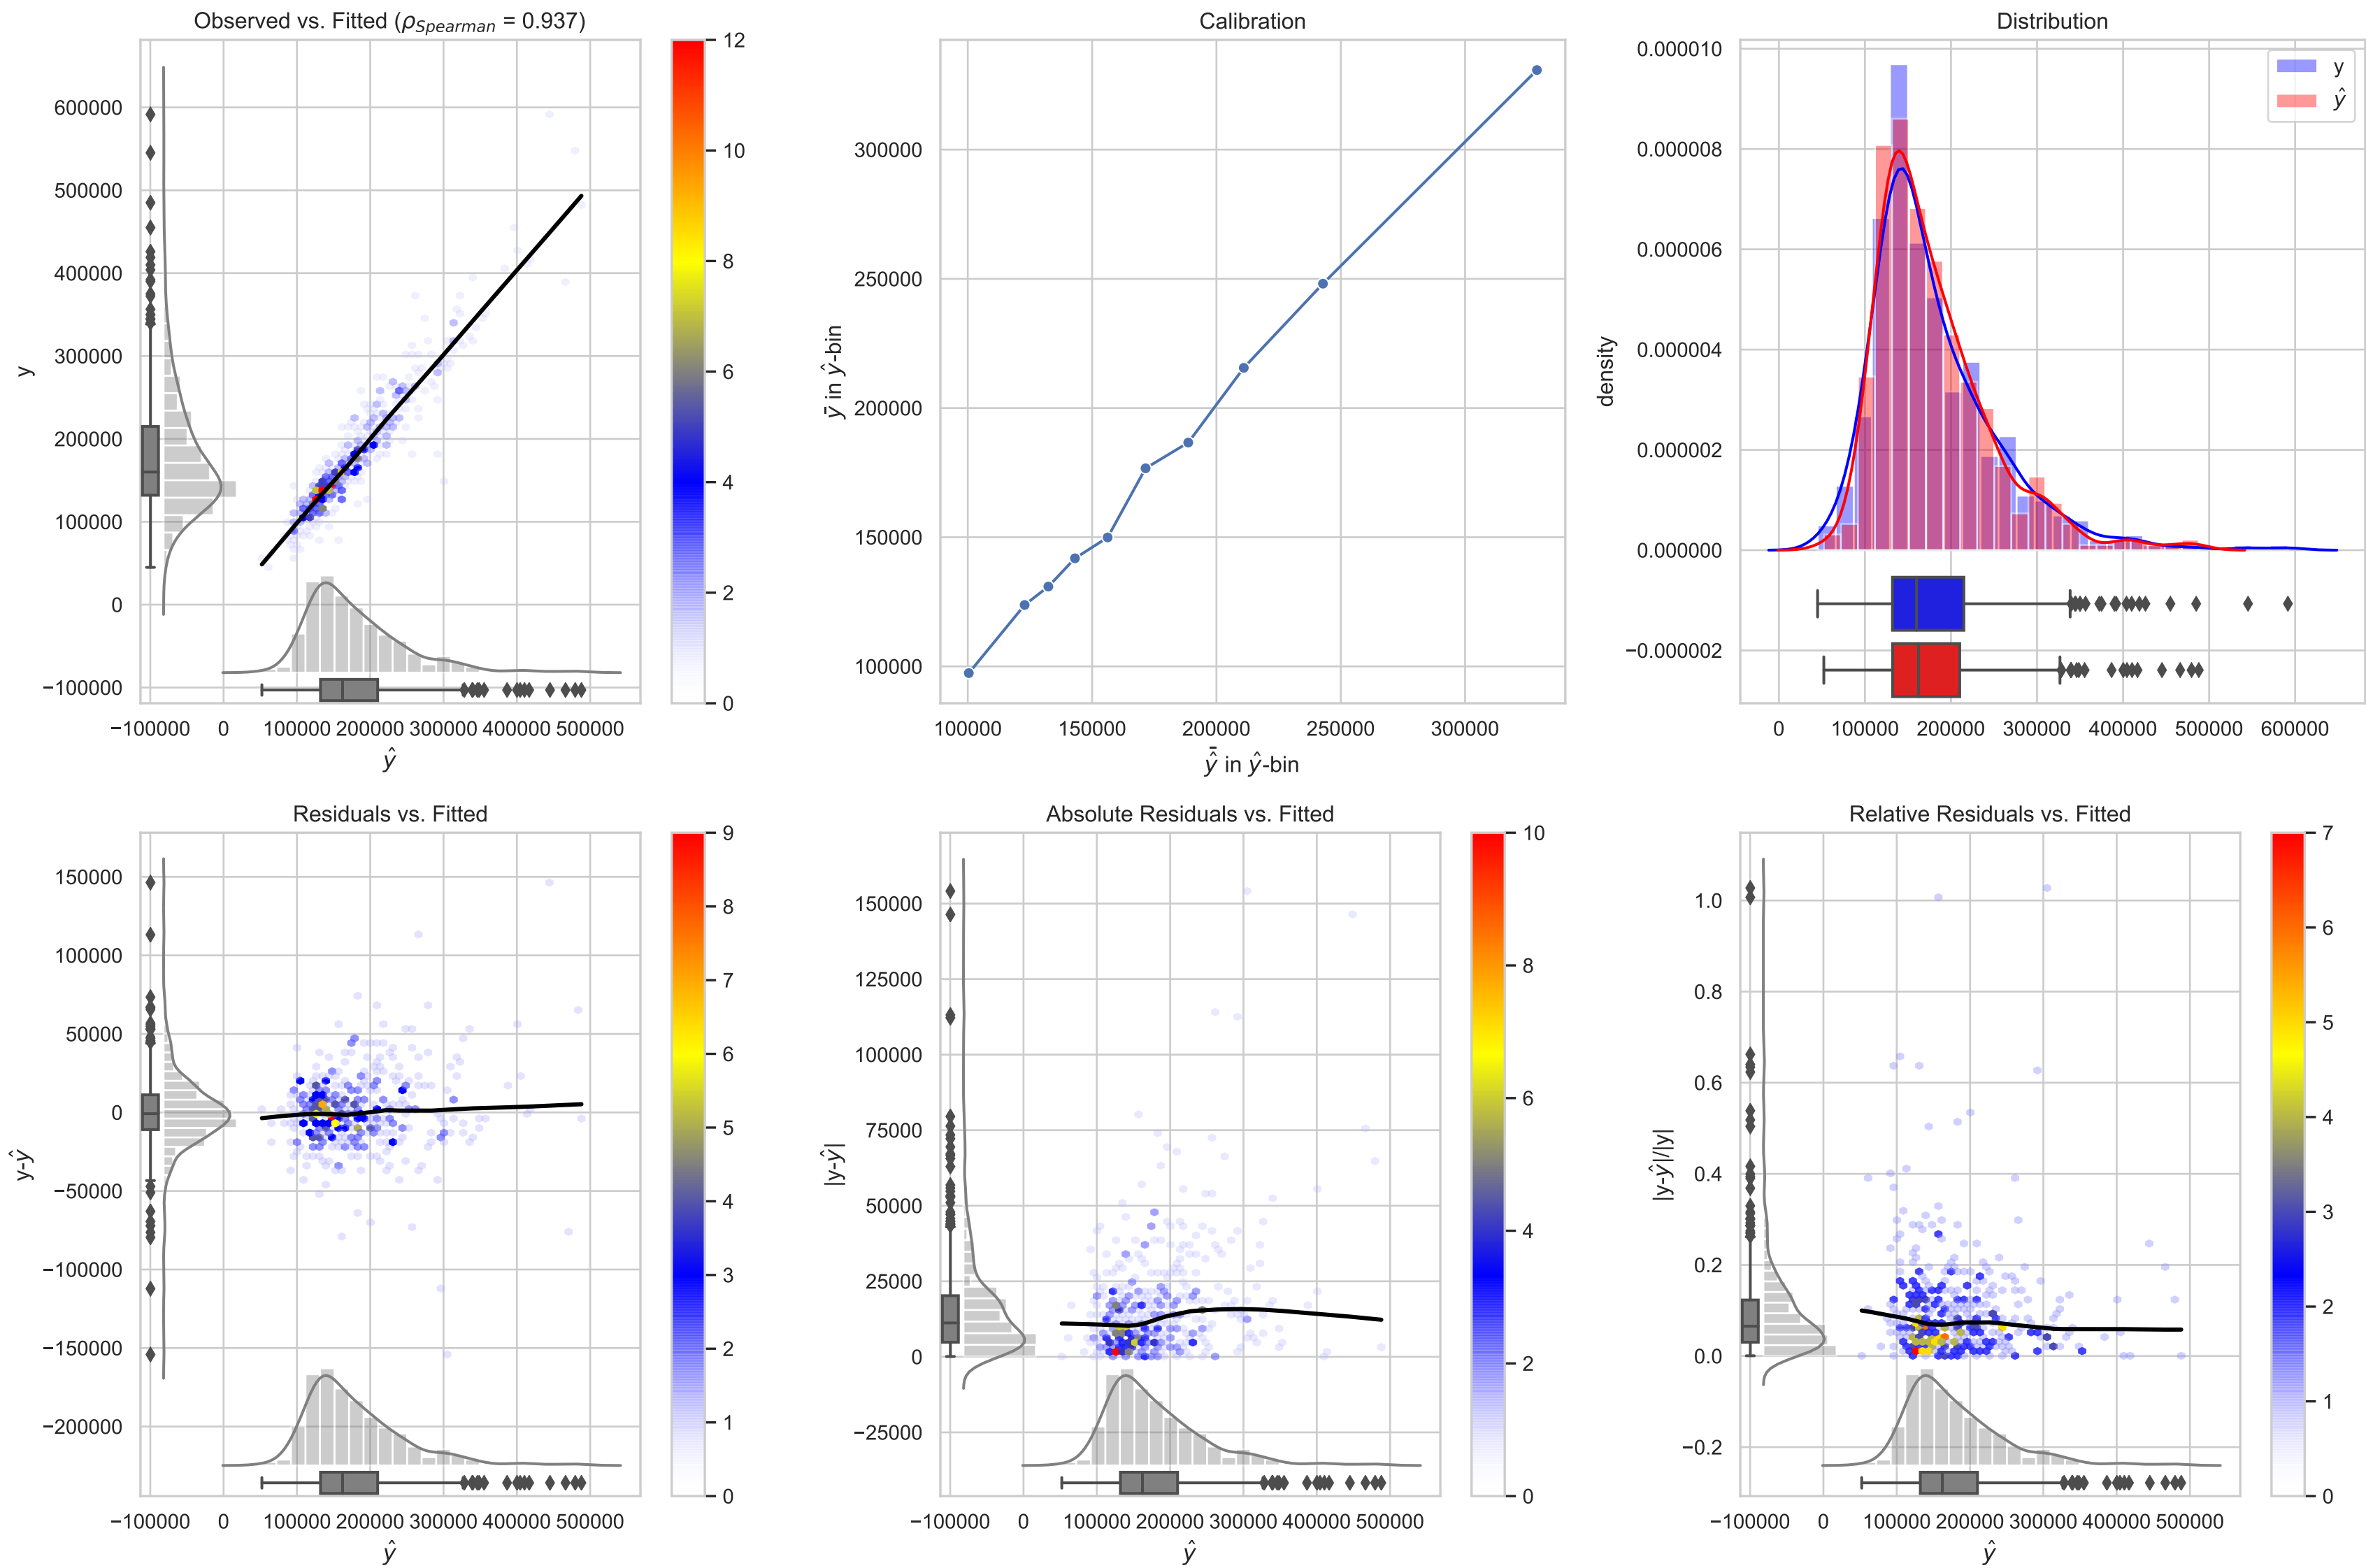 Observed vs. Fitted (ρSpearman = 0.937)
600000
500000
400000
300000
200000
100000
0
−100000
y
−100000 0 100000 200000 300000 400000 500000
ŷ
12
10
8
6
4
2
0
Calibration
300000
250000
200000
150000
100000
ȳ in ŷ-bin
100000 150000 200000 250000 300000
ŷ̄ in ŷ-bin
Distribution
y
ŷ
0.000010
0.000008
0.000006
0.000004
0.000002
0.000000
−0.000002
density
0 100000 200000 300000 400000 500000 600000
Residuals vs. Fitted
150000
100000
50000
0
−50000
−100000
−150000
−200000
y-ŷ
−100000 0 100000 200000 300000 400000 500000
ŷ
9
8
7
6
5
4
3
2
1
0
Absolute Residuals vs. Fitted
150000
125000
100000
75000
50000
25000
0
−25000
|y-ŷ|
−100000 0 100000 200000 300000 400000 500000
ŷ
10
8
6
4
2
0
Relative Residuals vs. Fitted
1.0
0.8
0.6
0.4
0.2
0.0
−0.2
|y-ŷ|/|y|
−100000 0 100000 200000 300000 400000 500000
ŷ
7
6
5
4
3
2
1
0